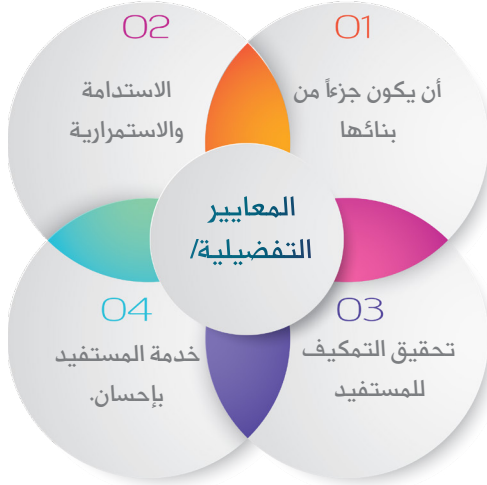 01
أن يكون جزءاً من
بنائها
02
الاستدامة
والاستمرارية
المعايير
التفضيلية/
03
تحقيق التمكيف
للمستفيد
04
خدمة المستفيد
بإحسان.